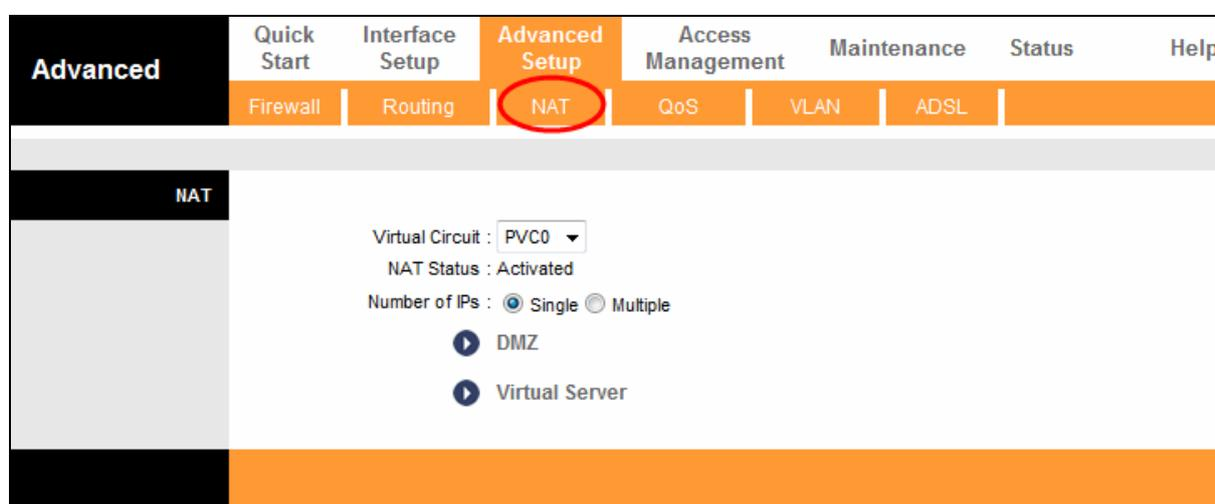 Advanced
Quick Start
Interface Setup
Advanced Setup
Access Management
Maintenance
Status
Help
Firewall
Routing
NAT
QoS
VLAN
ADSL
NAT
Virtual Circuit : PVC0
NAT Status : Activated
Number of IPs : Single Multiple
DMZ
Virtual Server